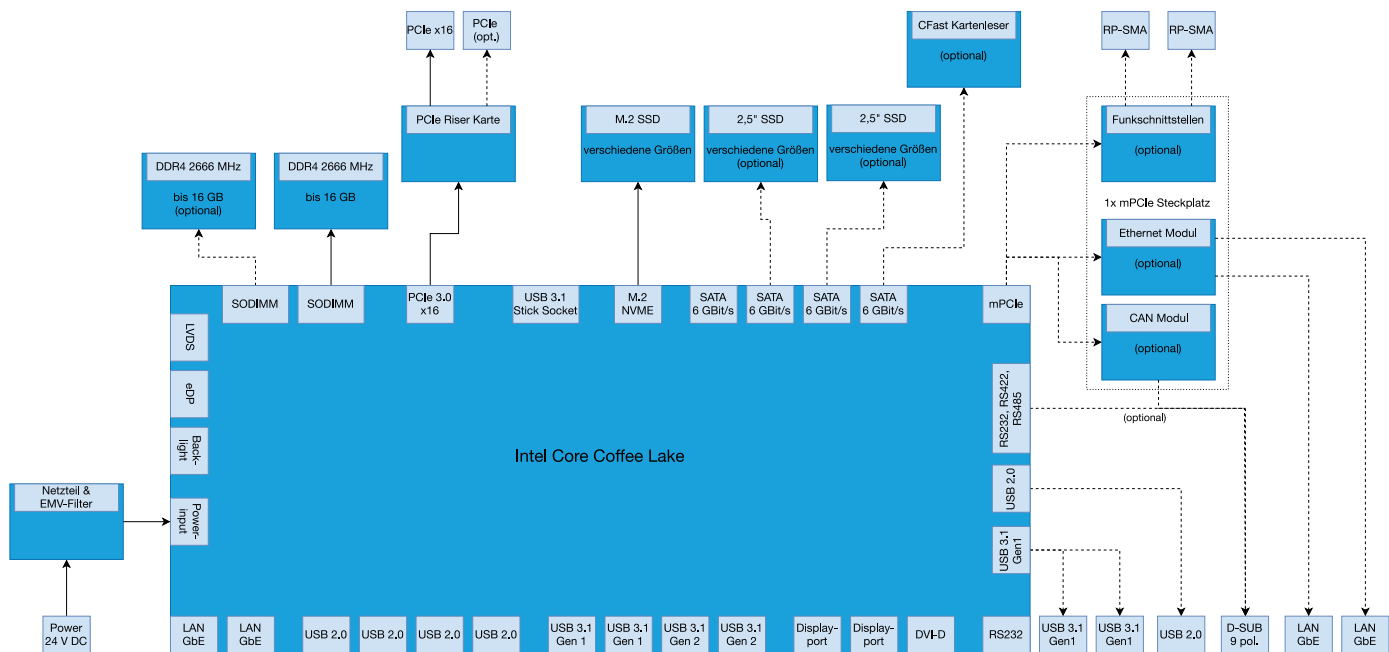 PCIe x16
PCIe
(opt.)
CFast Kartenleser
(optional)
RP-SMA
RP-SMA
PCIe Riser Karte
M.2 SSD
verschiedene Größen
2,5" SSD
verschiedene Größen
(optional)
2,5" SSD
verschiedene Größen
(optional)
Funkschnittstellen
(optional)
DDR4 2666 MHz
bis 16 GB
(optional)
DDR4 2666 MHz
bis 16 GB
1x mPCIe Steckplatz
Ethernet Modul
(optional)
CAN Modul
(optional)
(optional)
SODIMM
SODIMM
PCIe 3.0
x16
USB 3.1
Stick Socket
M.2
NVME
SATA
6 GBit/s
SATA
6 GBit/s
SATA
6 GBit/s
SATA
6 GBit/s
mPCIe
LVDS
eDP
Back-
light
Power-
input
Intel Core Coffee Lake
RS232, RS422,
RS485
USB 2.0
USB 3.1
Gen1
Netzteil &
EMV-Filter
Power
24 V DC
LAN
GbE
LAN
GbE
USB 2.0
USB 2.0
USB 2.0
USB 2.0
USB 3.1
Gen 1
USB 3.1
Gen 1
USB 3.1
Gen 2
USB 3.1
Gen 2
Display-
port
Display-
port
DVI-D
RS232
USB 3.1
Gen1
USB 3.1
Gen1
USB 2.0
D-SUB
9 pol.
LAN
GbE
LAN
GbE